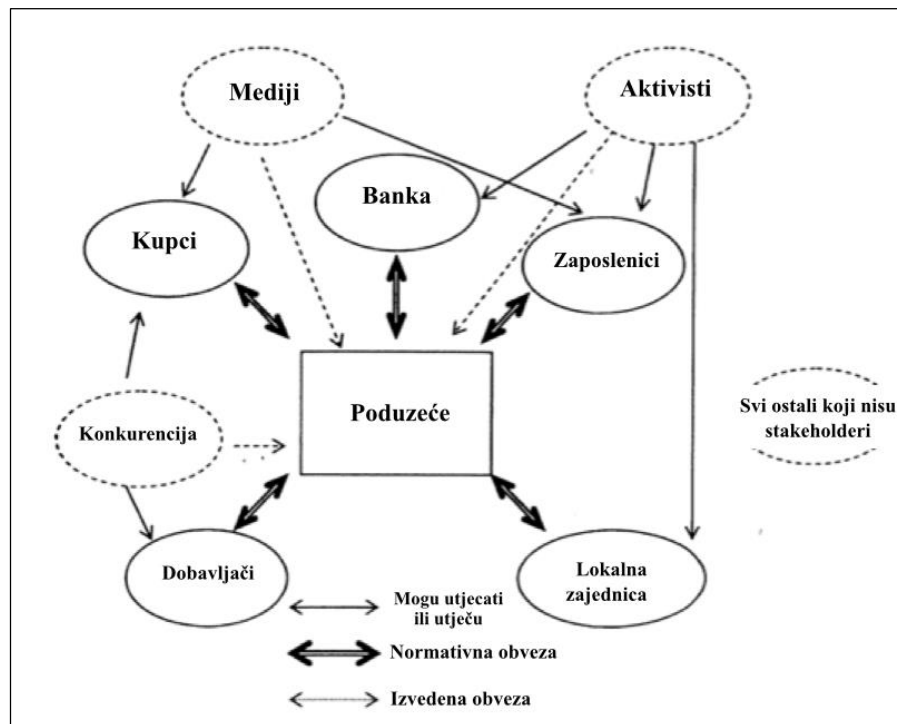 Mediji
Aktivisti
Banka
Kupci
Zaposlenici
Poduzeće
Svi ostali koji nisu
stakeholderi
Konkurencija
Dobavljači
Lokalna
zajednica
Mogu utjecati
ili utječu
Normativna obveza
Izvedena obveza